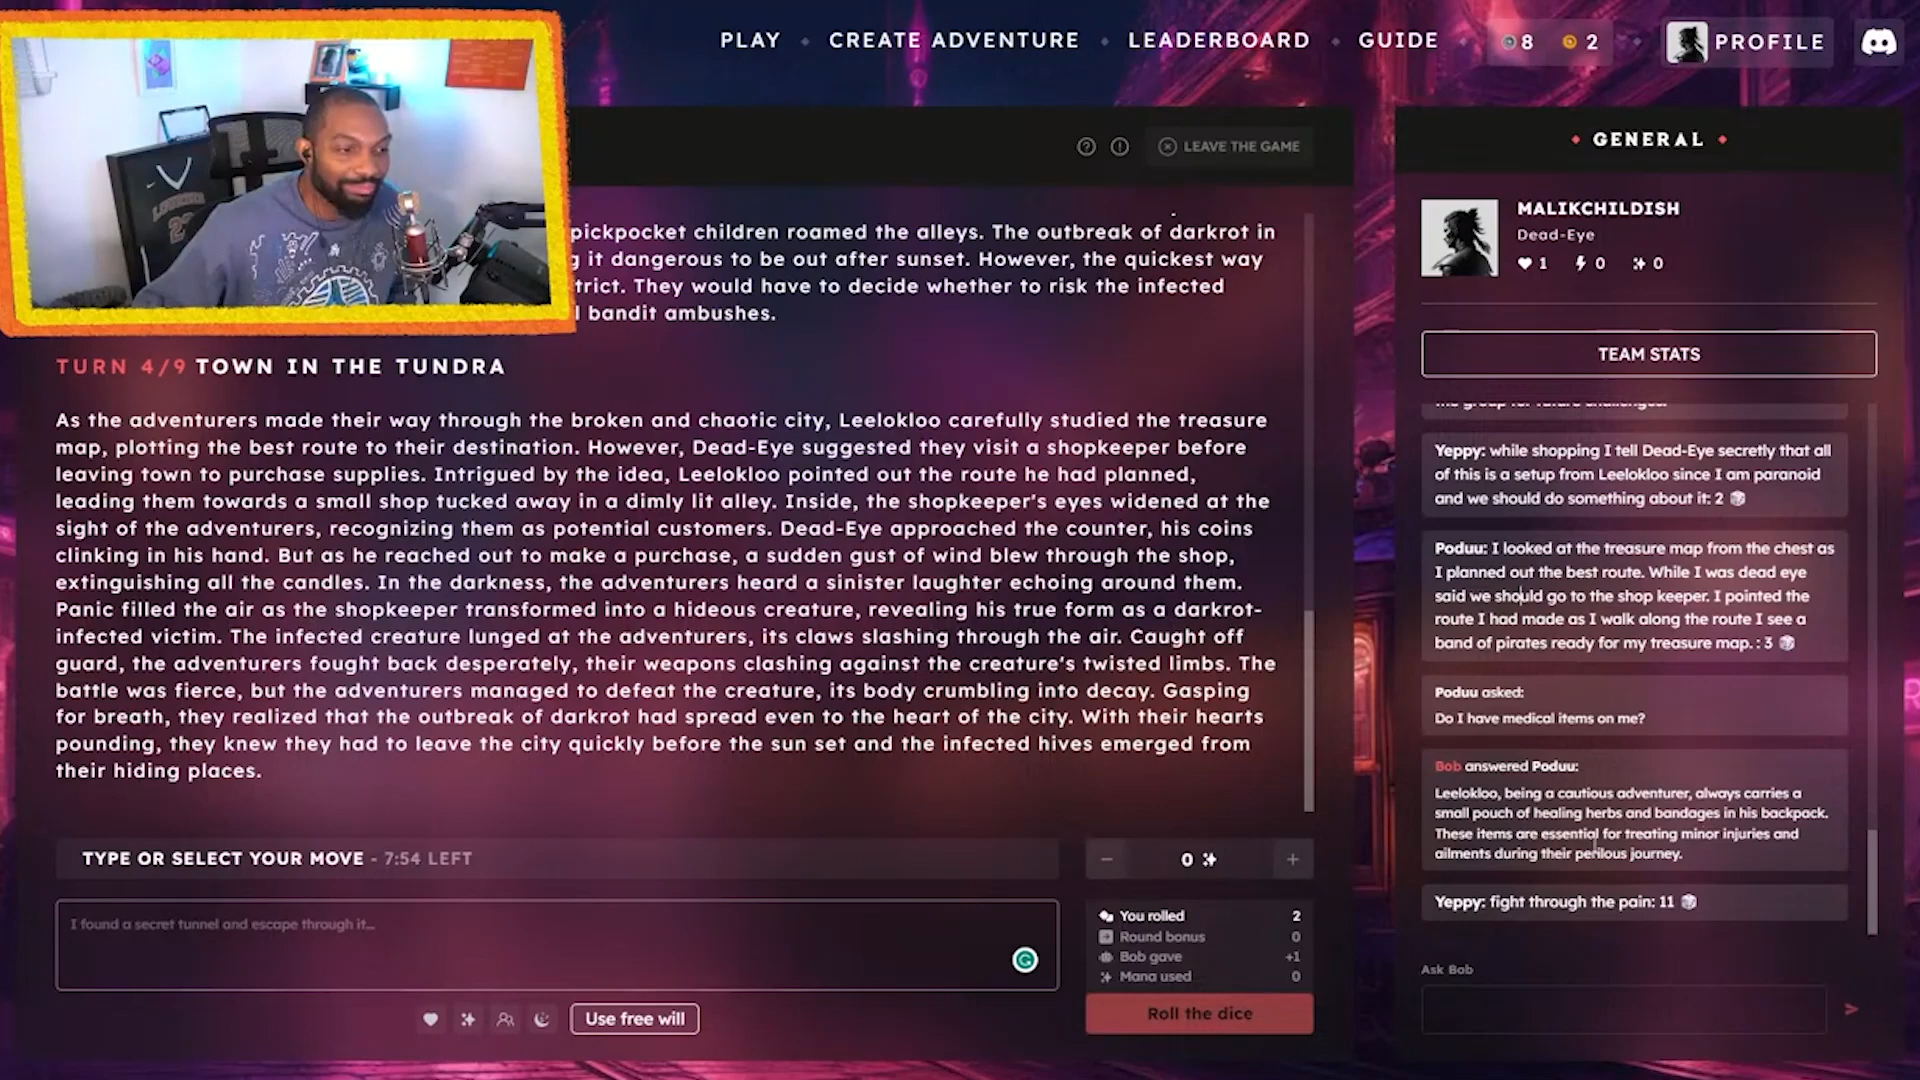 PLAY
CREATE ADVENTURE
LEADERBOARD
GUIDE
8
2
PROFILE
LEAVE THE GAME
pickpocket children roamed the alleys. The outbreak of darkrot in
it dangerous to be out after sunset. However, the quickest way
trict. They would have to decide whether to risk the infected
bandit ambushes.
TURN 4/9 TOWN IN THE TUNDRA
As the adventurers made their way through the broken and chaotic city, Leelokloo carefully studied the treasure
map, plotting the best route to their destination. However, Dead-Eye suggested they visit a shopkeeper before
leaving town to purchase supplies. Intrigued by the idea, Leelokloo pointed out the route he had planned,
leading them towards a small shop tucked away in a dimly lit alley. Inside, the shopkeeper's eyes widened at the
sight of the adventurers, recognizing them as potential customers. Dead-Eye approached the counter, his coins
clinking in his hand. But as he reached out to make a purchase, a sudden gust of wind blew through the shop,
extinguishing all the candles. In the darkness, the adventurers heard a sinister laughter echoing around them.
Panic filled the air as the shopkeeper transformed into a hideous creature, revealing his true form as a darkrot-
infected victim. The infected creature lunged at the adventurers, its claws slashing through the air. Caught off
guard, the adventurers fought back desperately, their weapons clashing against the creature's twisted limbs. The
battle was fierce, but the adventurers managed to defeat the creature, its body crumbling into decay. Gasping
for breath, they realized that the outbreak of darkrot had spread even to the heart of the city. With their hearts
pounding, they knew they had to leave the city quickly before the sun set and the infected hives emerged from
their hiding places.
TYPE OR SELECT YOUR MOVE - 7:54 LEFT
− 0 +
I found a secret tunnel and escape through it...
You rolled 2
Round bonus 0
Bob gave +1
Mana used 0
Roll the dice
Use free will
GENERAL
MALIKCHILDISH
Dead-Eye
1 0 0
TEAM STATS
the group for future challenges.
Yeppy: while shopping I tell Dead-Eye secretly that all
of this is a setup from Leelokloo since I am paranoid
and we should do something about it: 2
Poduu: I looked at the treasure map from the chest as
I planned out the best route. While I was dead eye
said we should go to the shop keeper. I pointed the
route I had made as I walk along the route I see a
band of pirates ready for my treasure map. : 3
Poduu asked:
Do I have medical items on me?
Bob answered Poduu:
Leelokloo, being a cautious adventurer, always carries a
small pouch of healing herbs and bandages in his backpack.
These items are essential for treating minor injuries and
ailments during their perilous journey.
Yeppy: fight through the pain: 11
Ask Bob